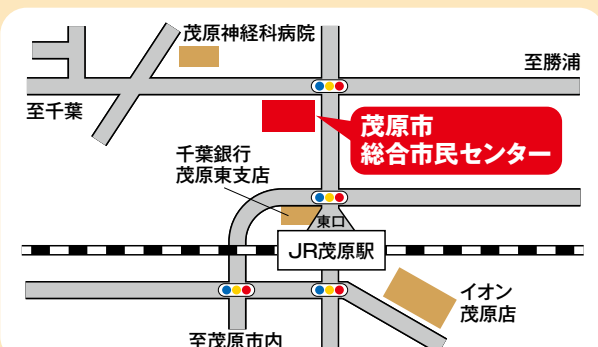 茂原神経科病院
至勝浦
至千葉
茂原市
総合市民センター
千葉銀行
茂原東支店
東口
JR茂原駅
イオン
茂原店
至茂原市内